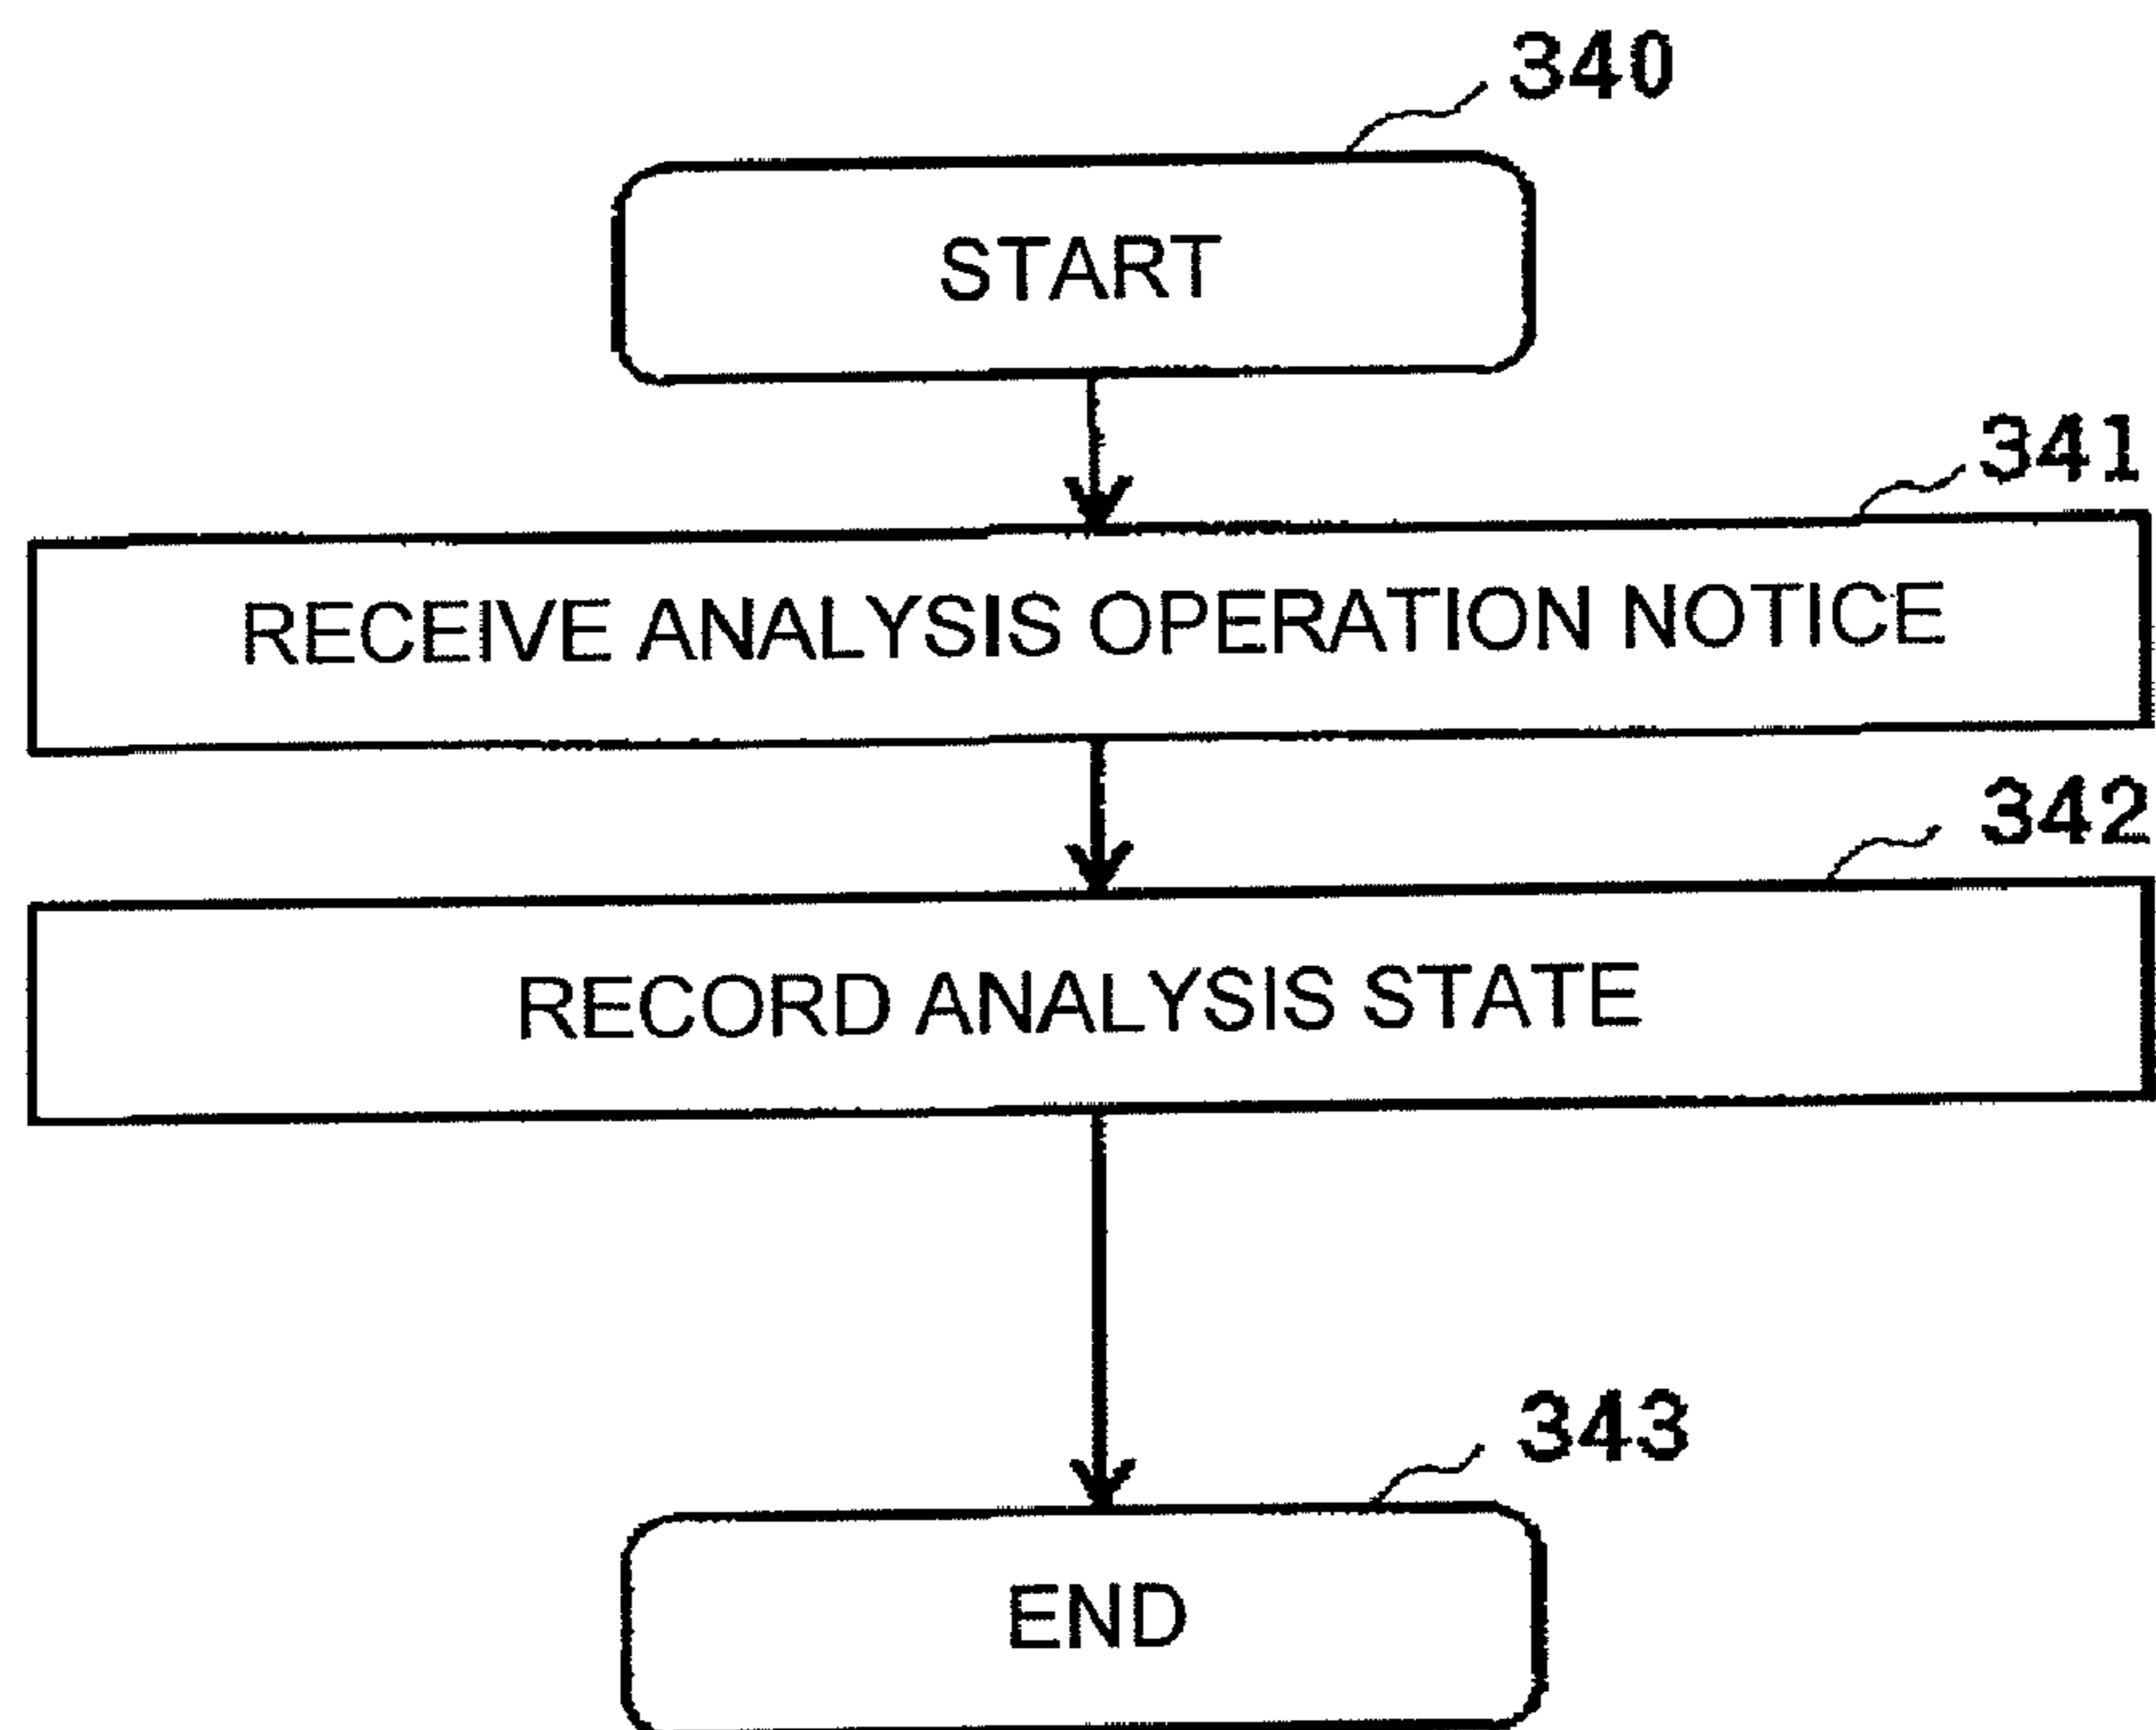 340
START
341
RECEIVE ANALYSIS OPERATION NOTICE
342
RECORD ANALYSIS STATE
343
END